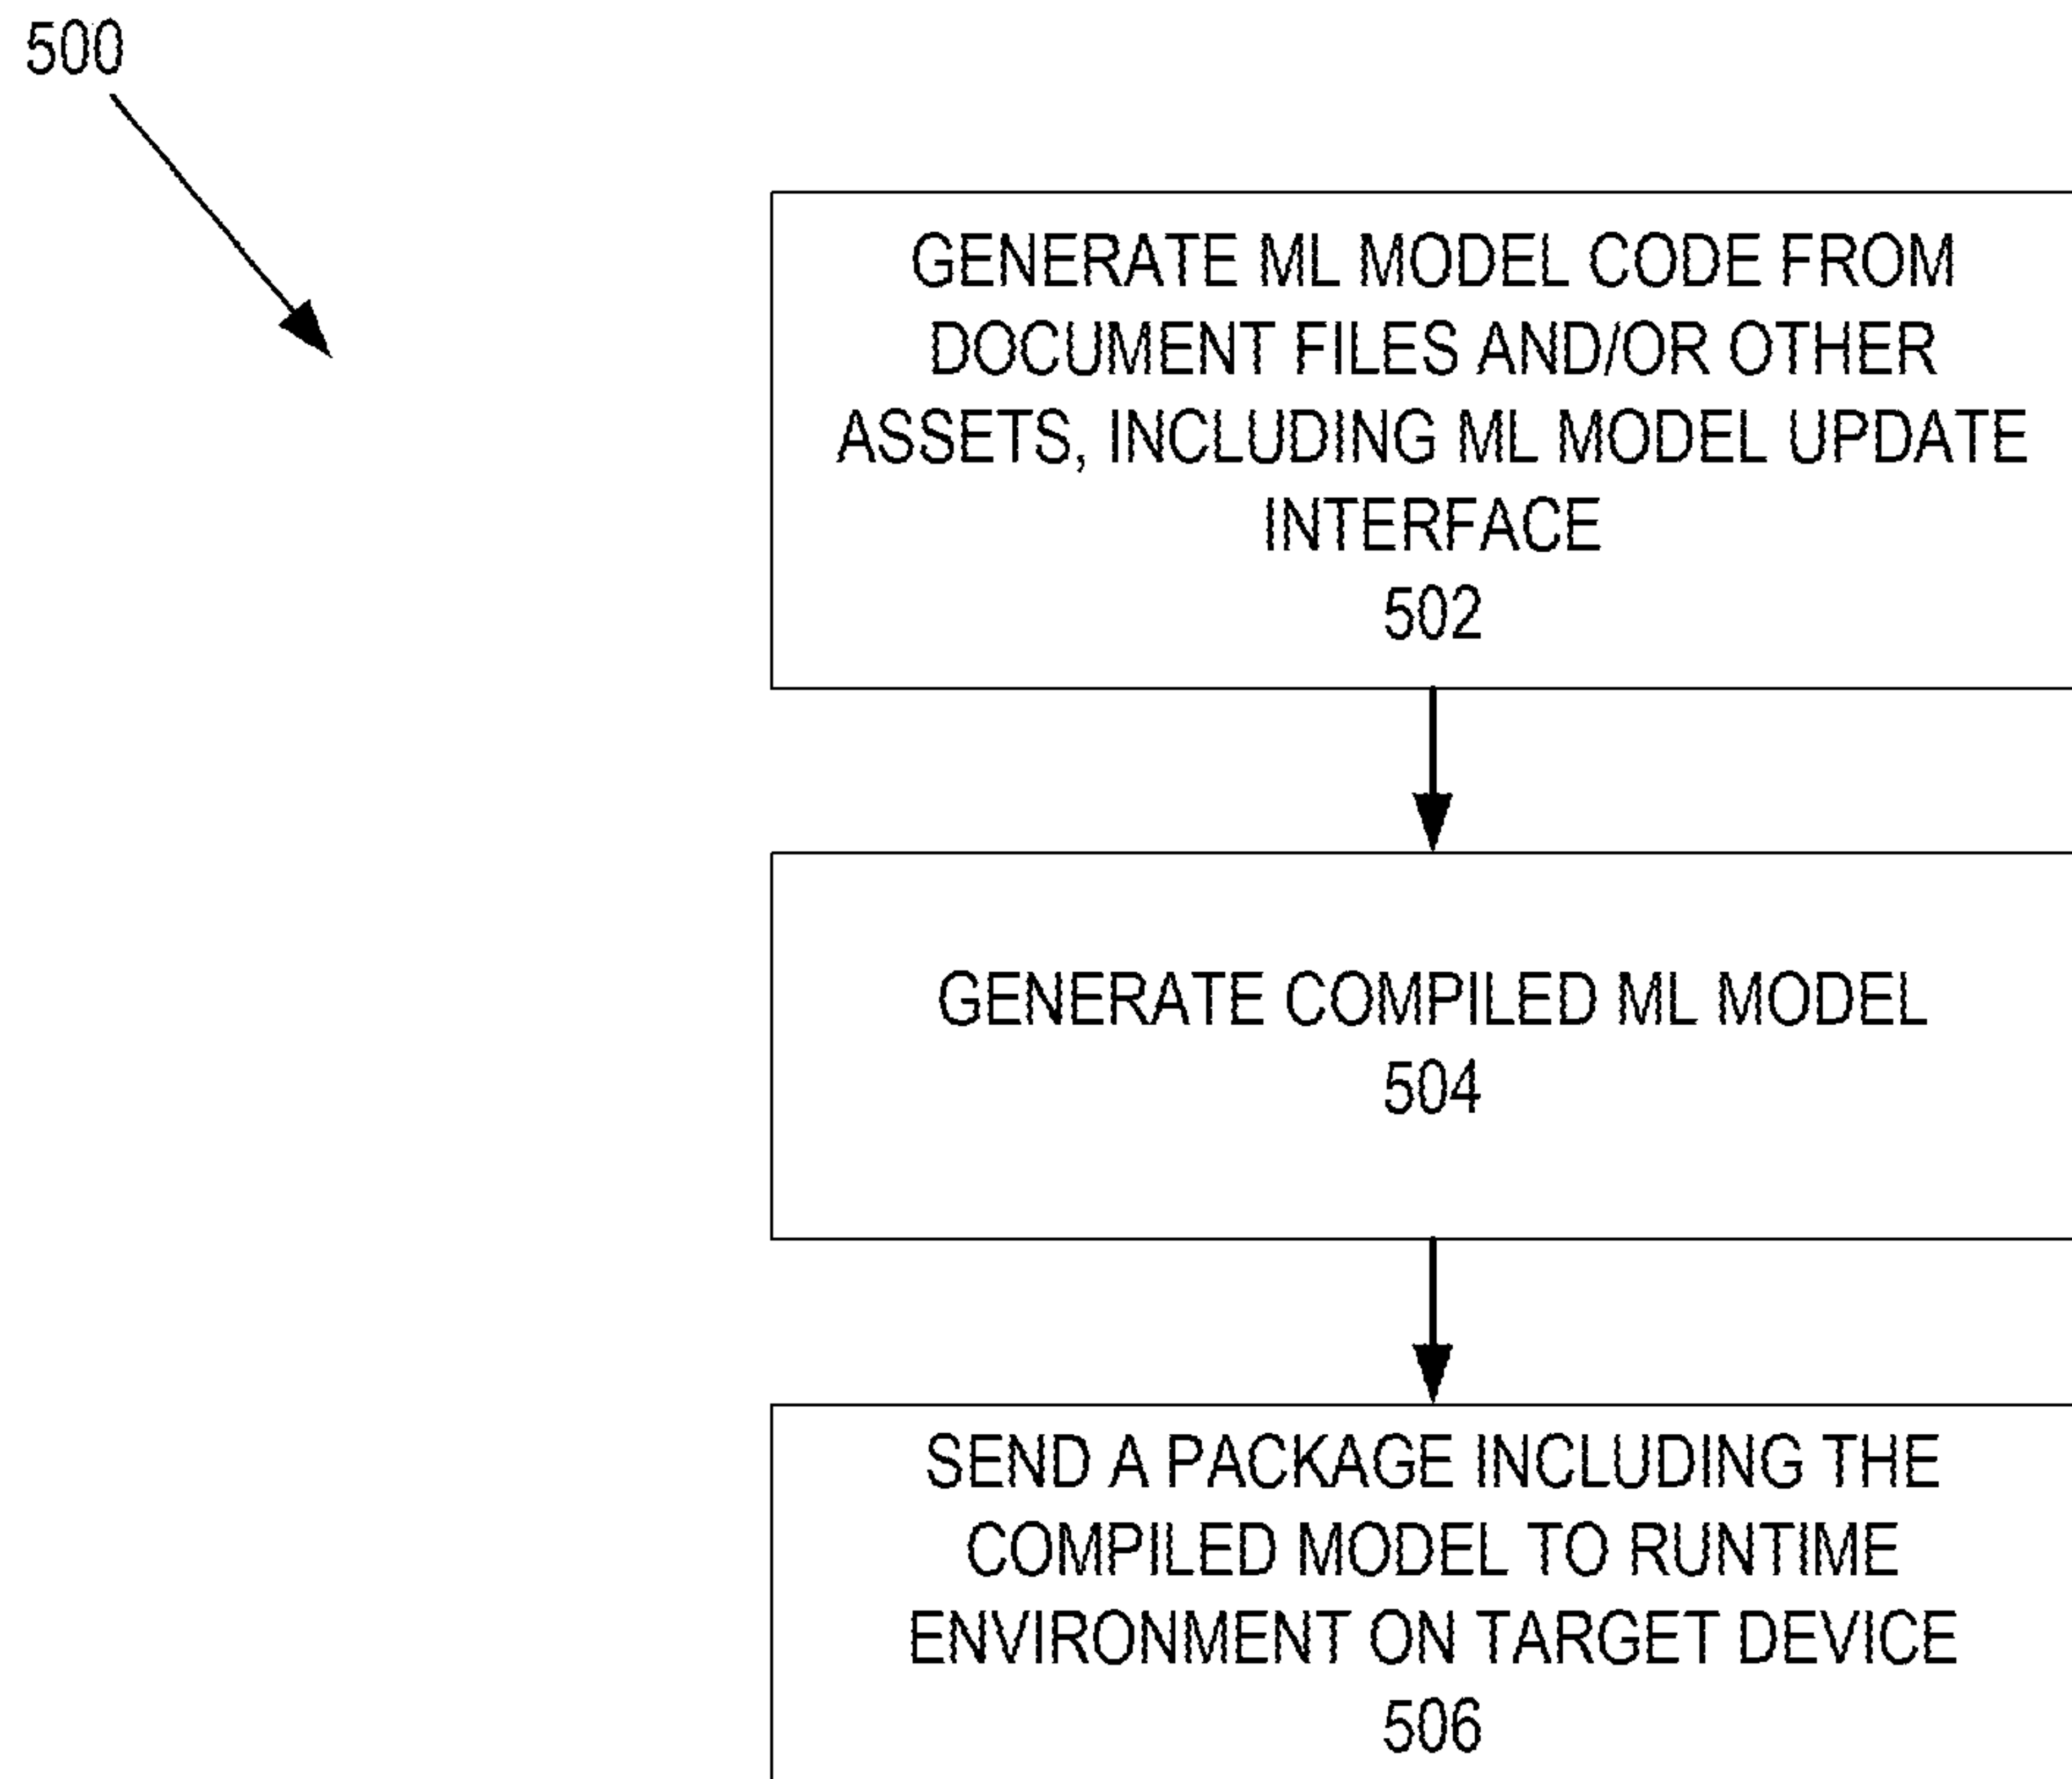 500
GENERATE ML MODEL CODE FROM
DOCUMENT FILES AND/OR OTHER
ASSETS, INCLUDING ML MODEL UPDATE
INTERFACE
502
GENERATE COMPILED ML MODEL
504
SEND A PACKAGE INCLUDING THE
COMPILED MODEL TO RUNTIME
ENVIRONMENT ON TARGET DEVICE
506